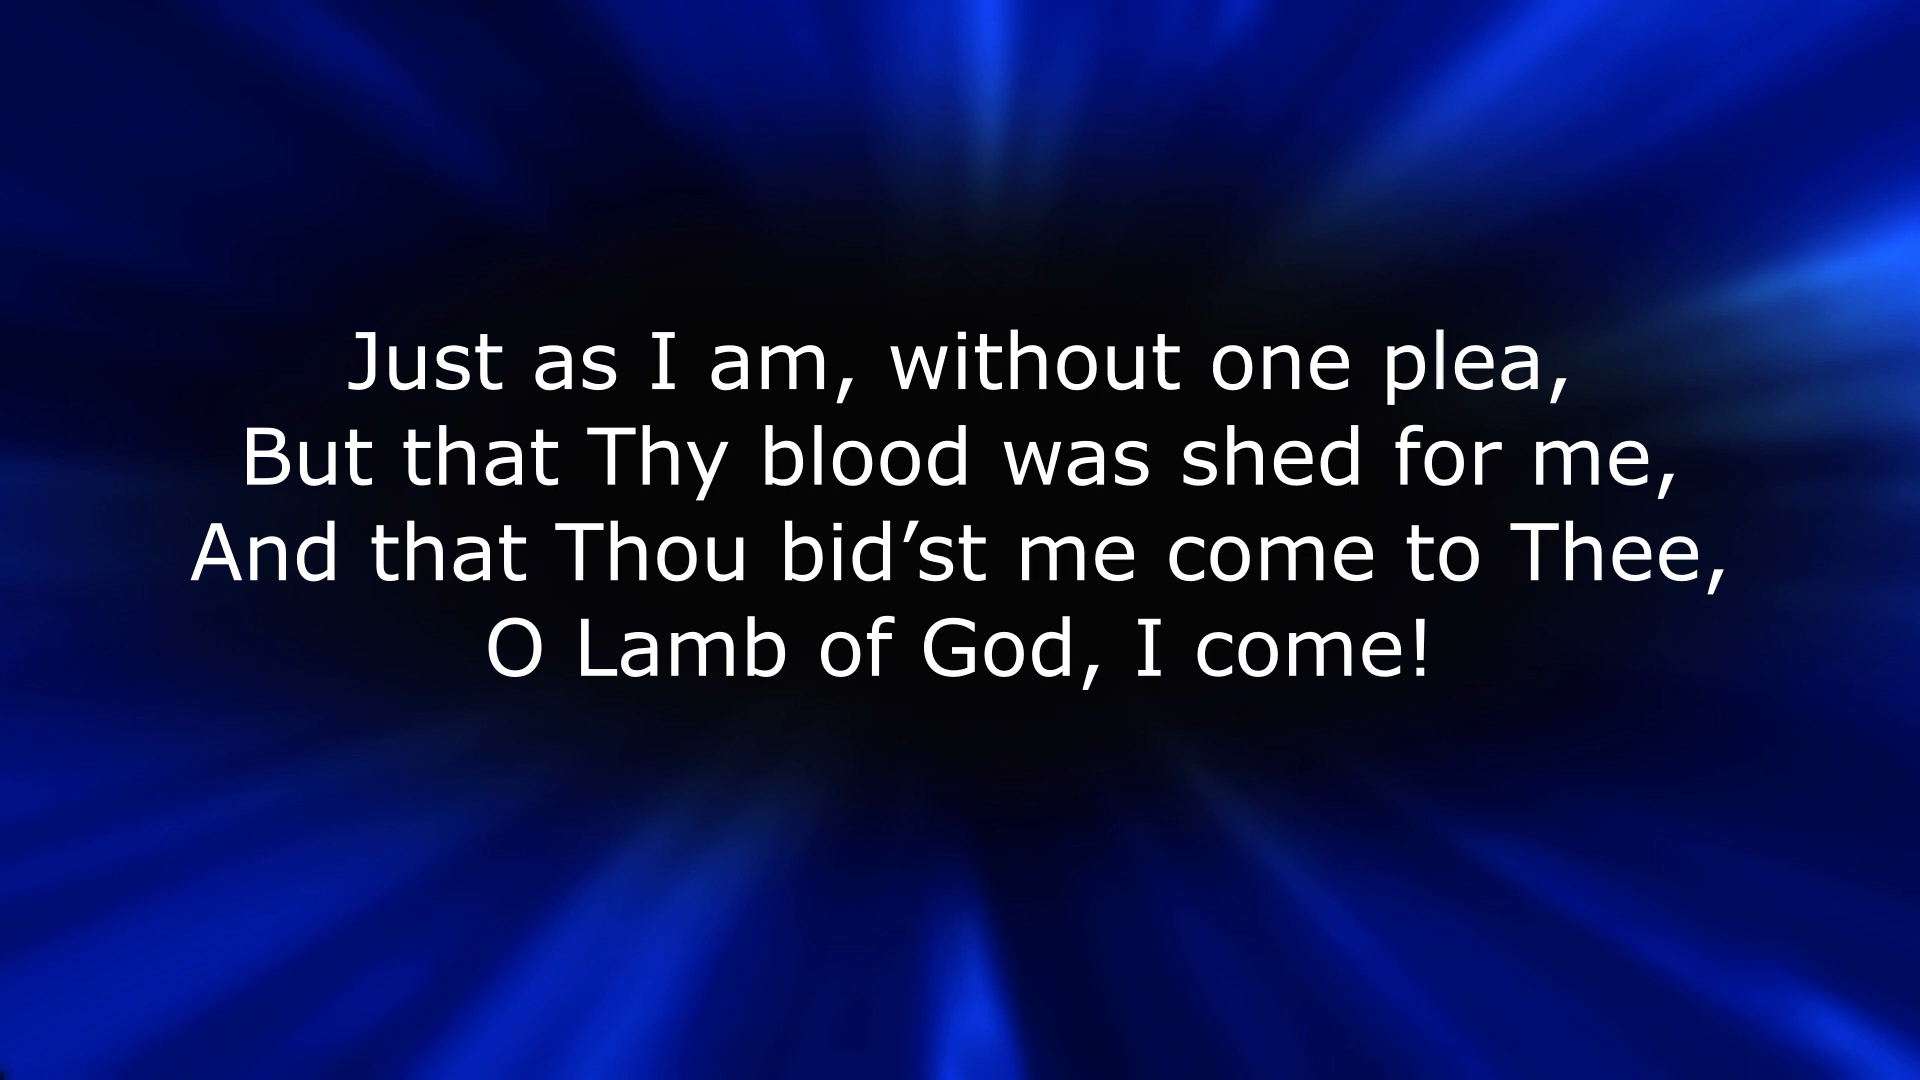 Just as I am, without one plea,
But that Thy blood was shed for me,
And that Thou bid’st me come to Thee,
O Lamb of God, I come!